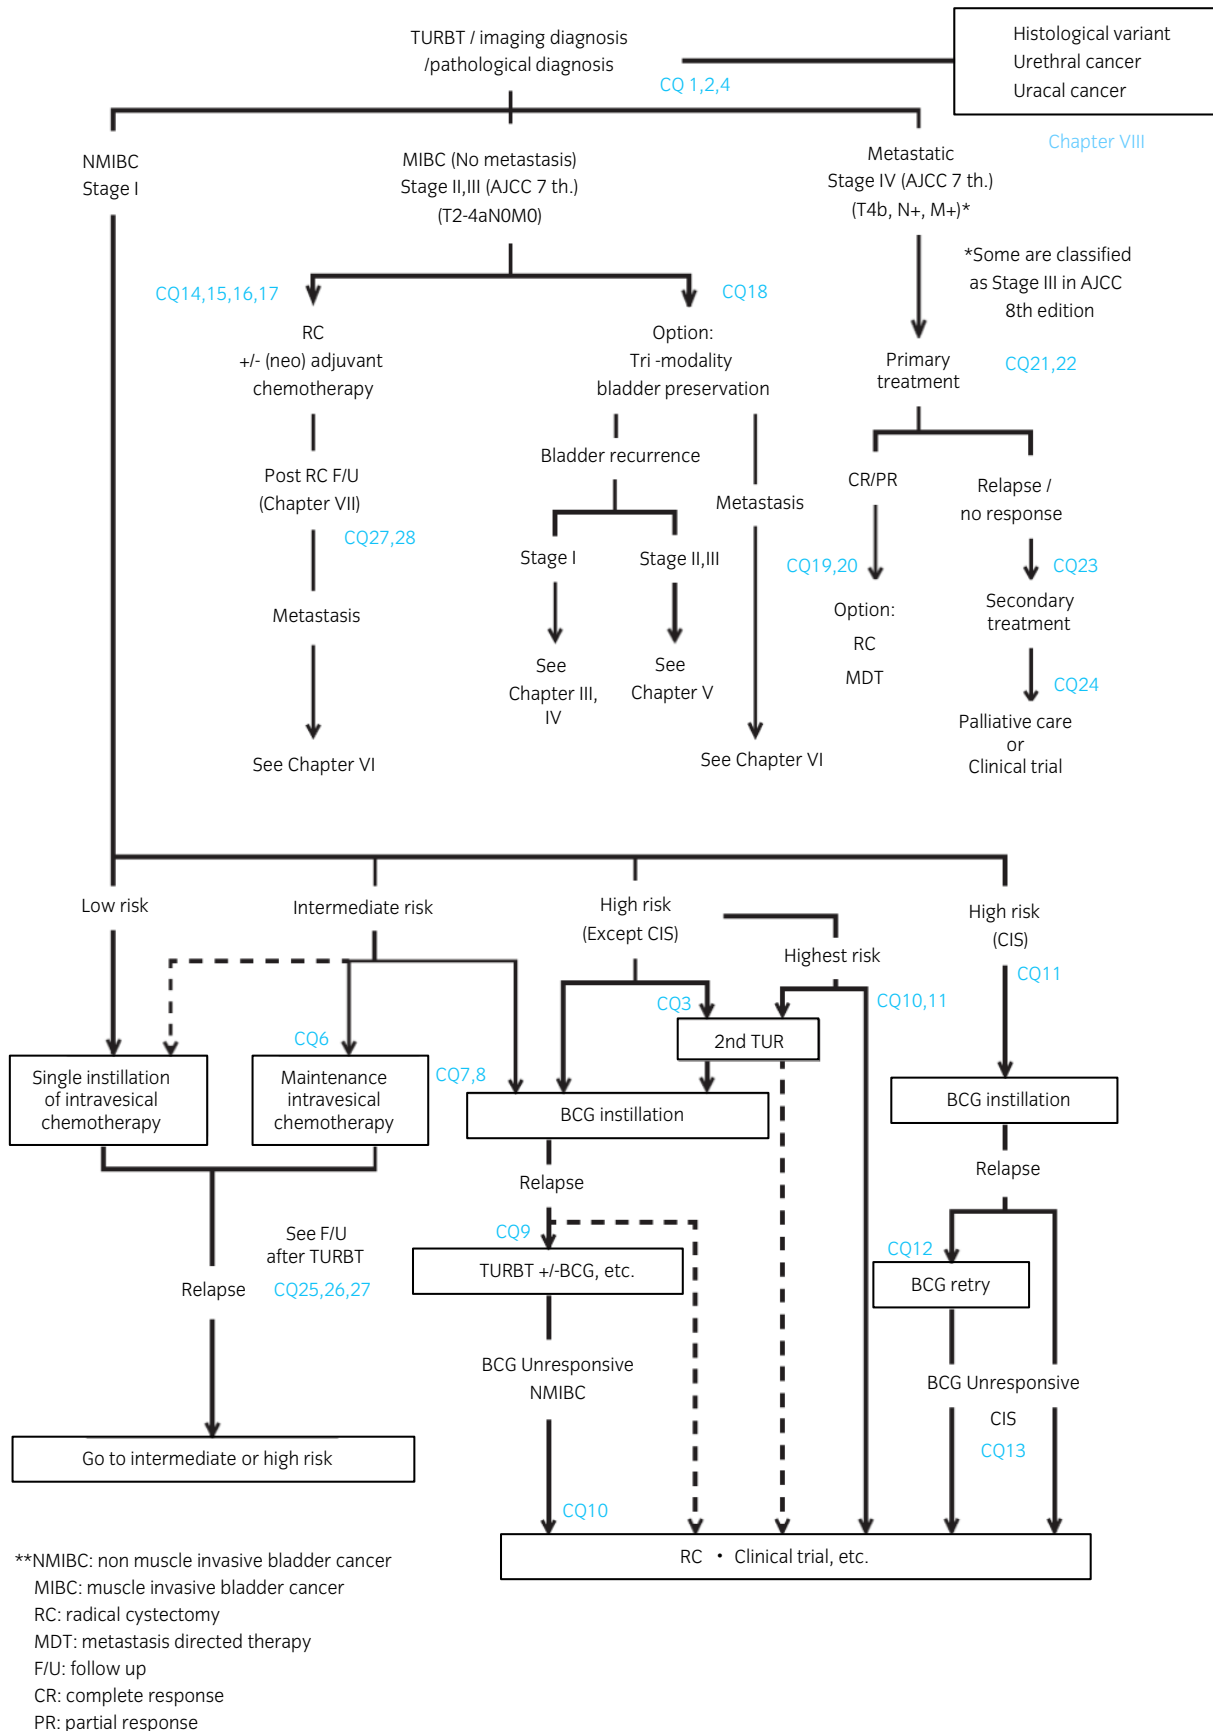 TURBT / imaging diagnosis
/pathological diagnosis
CQ 1,2,4
Histological variant
Urethral cancer
Uracal cancer
Chapter VIII
NMIBC
Stage I
MIBC (No metastasis)
Stage II,III (AJCC 7 th.)
(T2-4aN0M0)
Metastatic
Stage IV (AJCC 7 th.)
(T4b, N+, M+)*
*Some are classified
as Stage III in AJCC
8th edition
CQ14,15,16,17
RC
+/- (neo) adjuvant
chemotherapy
Post RC F/U
(Chapter VII)
CQ27,28
Metastasis
See Chapter VI
CQ18
Option:
Tri -modality
bladder preservation
Bladder recurrence
Stage I
Stage II,III
See
Chapter III,
IV
See
Chapter V
Metastasis
See Chapter VI
Primary
treatment
CQ21,22
CR/PR
CQ19,20
Option:
RC
MDT
Relapse /
no response
CQ23
Secondary
treatment
CQ24
Palliative care
or
Clinical trial
Low risk
Intermediate risk
High risk
(Except CIS)
Highest risk
High risk
(CIS)
CQ11
CQ3
CQ10,11
2nd TUR
CQ6
Single instillation
of intravesical
chemotherapy
Maintenance
intravesical
chemotherapy
CQ7,8
BCG instillation
BCG instillation
Relapse
Relapse
See F/U
after TURBT
CQ25,26,27
Relapse
CQ9
TURBT +/-BCG, etc.
CQ12
BCG retry
BCG Unresponsive
NMIBC
BCG Unresponsive
CIS
CQ13
Go to intermediate or high risk
CQ10
RC • Clinical trial, etc.
**NMIBC: non muscle invasive bladder cancer
MIBC: muscle invasive bladder cancer
RC: radical cystectomy
MDT: metastasis directed therapy
F/U: follow up
CR: complete response
PR: partial response